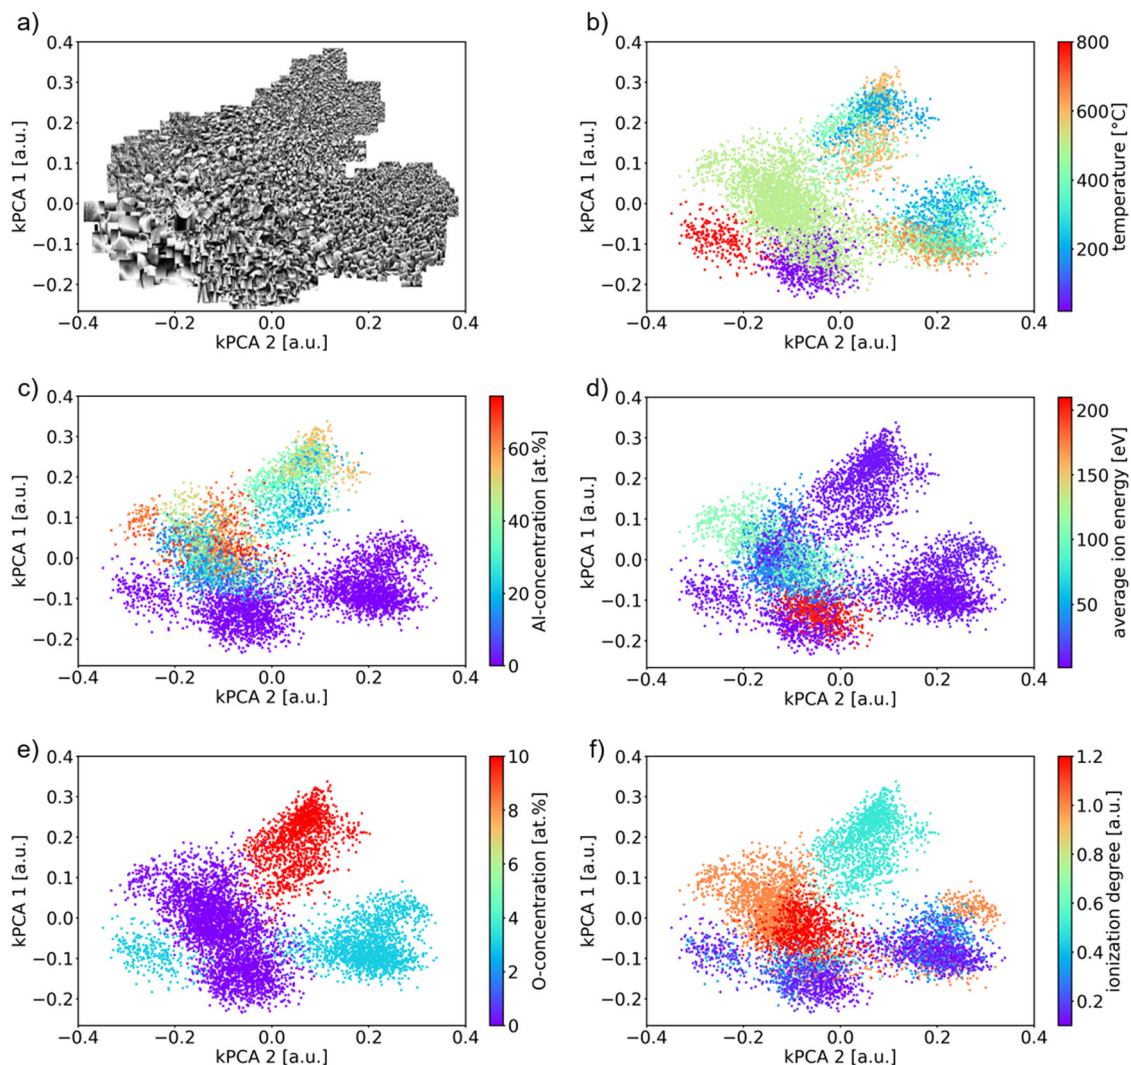 a)
0.4
0.3
0.2
0.1
0.0
−0.1
−0.2
kPCA 1 [a.u.]
−0.4 −0.2 0.0 0.2 0.4
kPCA 2 [a.u.]
b)
0.4
0.3
0.2
0.1
0.0
−0.1
−0.2
kPCA 1 [a.u.]
−0.4 −0.2 0.0 0.2 0.4
kPCA 2 [a.u.]
800
600
400
200
temperature [°C]
c)
0.4
0.3
0.2
0.1
0.0
−0.1
−0.2
kPCA 1 [a.u.]
−0.4 −0.2 0.0 0.2 0.4
kPCA 2 [a.u.]
60
40
20
0
Al-concentration [at.%]
d)
0.4
0.3
0.2
0.1
0.0
−0.1
−0.2
kPCA 1 [a.u.]
−0.4 −0.2 0.0 0.2 0.4
kPCA 2 [a.u.]
200
150
100
50
average ion energy [eV]
e)
0.4
0.3
0.2
0.1
0.0
−0.1
−0.2
kPCA 1 [a.u.]
−0.4 −0.2 0.0 0.2 0.4
kPCA 2 [a.u.]
10
8
6
4
2
0
O-concentration [at.%]
f)
0.4
0.3
0.2
0.1
0.0
−0.1
−0.2
kPCA 1 [a.u.]
−0.4 −0.2 0.0 0.2 0.4
kPCA 2 [a.u.]
1.2
1.0
0.8
0.6
0.4
0.2
ionization degree [a.u.]